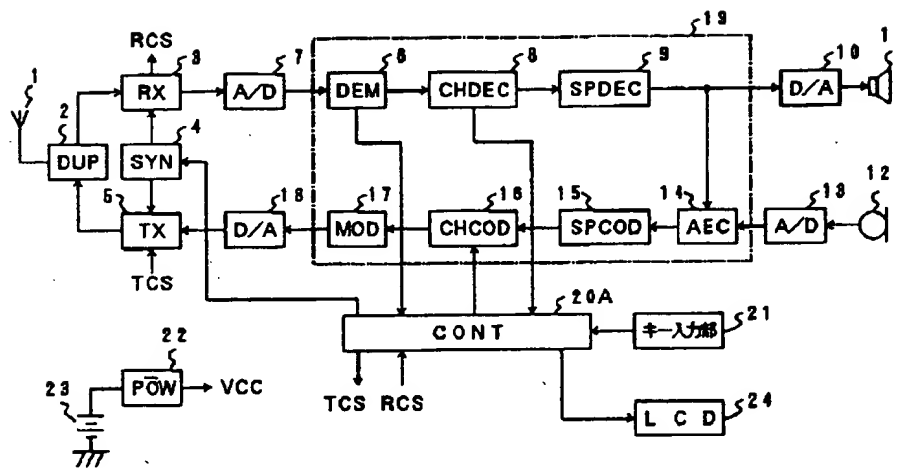 19
RCS
3
7
6
8
9
10
1
1
RX
A/D
DEM
CHDEC
SPDEC
D/A
2
4
DUP
SYN
5
18
17
16
15
14
13
12
TX
D/A
MOD
CHCOD
SPCOD
AEC
A/D
TCS
20A
21
CONT
キー入力部
22
23
POW
VCC
TCS RCS
24
LCD